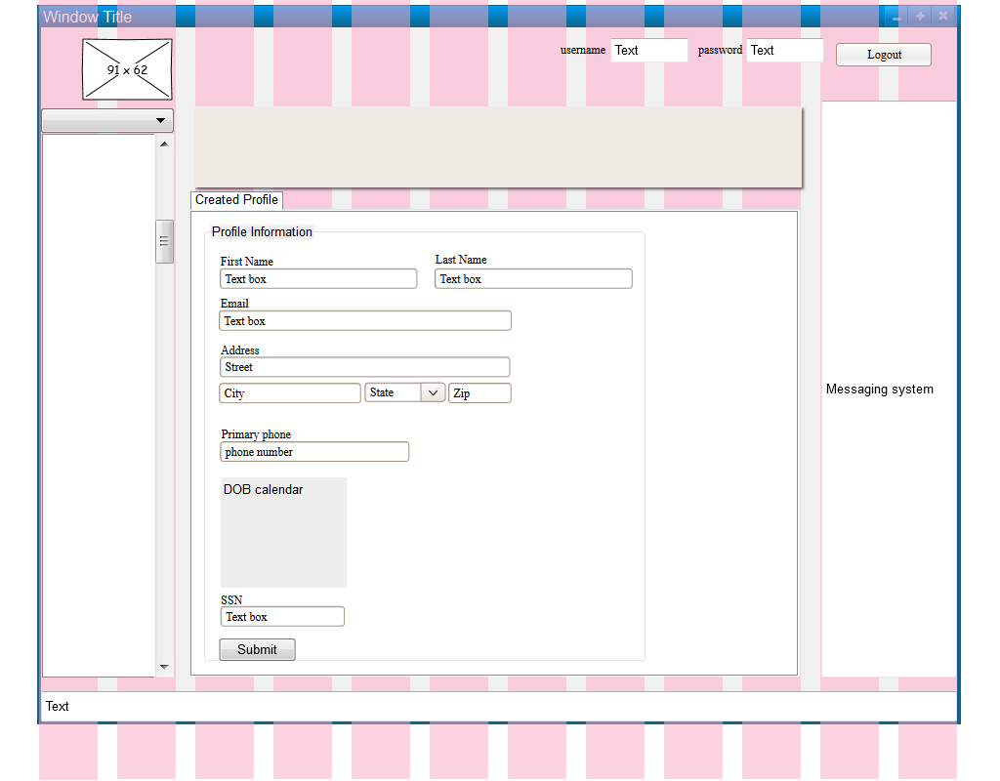 Window Title
91 x 62
username Text password Text Logout
Created Profile
Profile Information
First Name Last Name
Text box Text box
Email
Text box
Address
Street
City State Zip
Messaging system
Primary phone
phone number
DOB calendar
SSN
Text box
Submit
Text